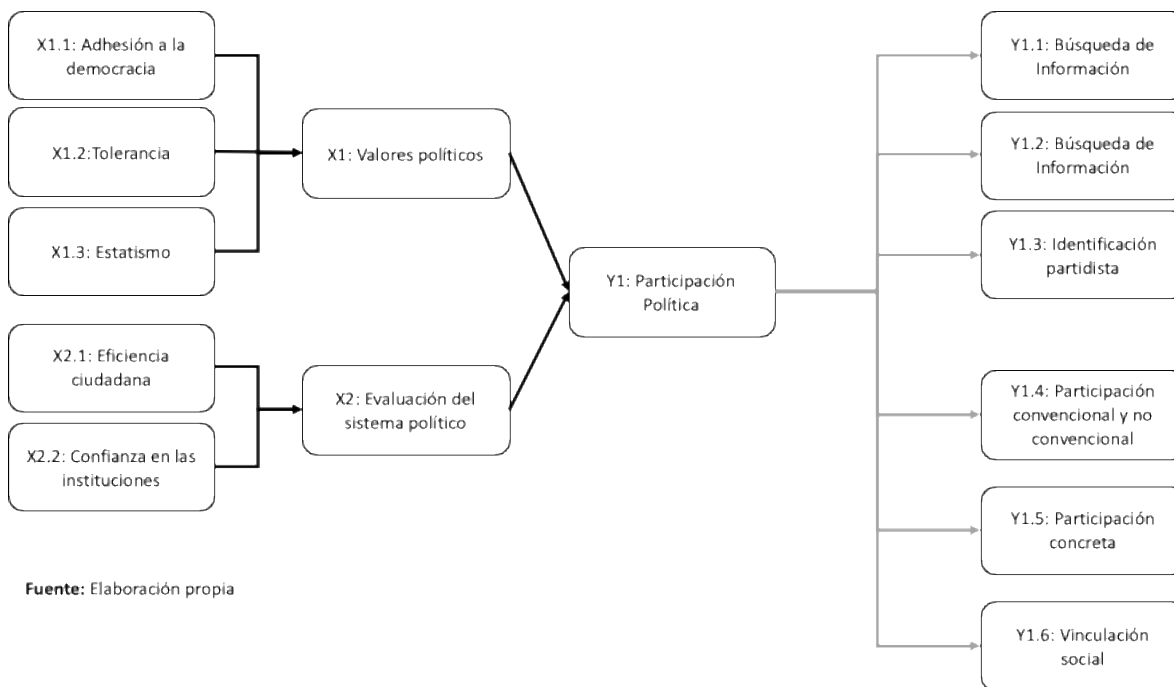 X1.1: Adhesión a la
democracia
X1.2:Tolerancia
X1.3: Estatismo
X2.1: Eficiencia
ciudadana
X2.2: Confianza en las
instituciones
X1: Valores políticos
X2: Evaluación del
sistema político
Y1: Participación
Política
Y1.1: Búsqueda de
Información
Y1.2: Búsqueda de
Información
Y1.3: Identificación
partidista
Y1.4: Participación
convencional y no
convencional
Y1.5: Participación
concreta
Y1.6: Vinculación
social
Fuente: Elaboración propia